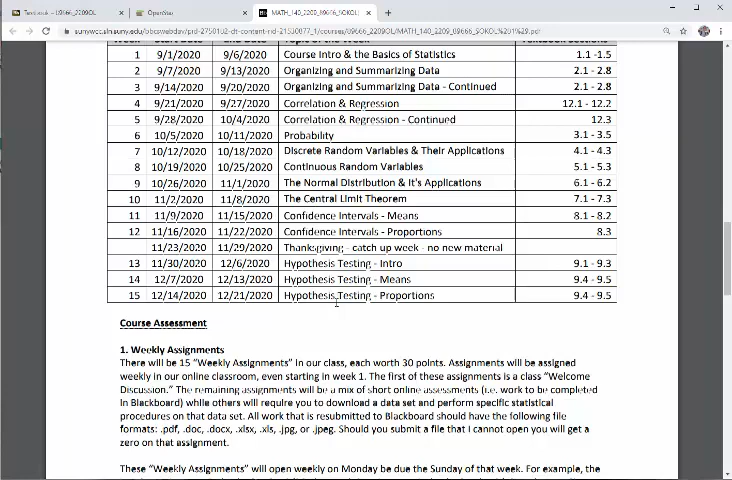 Textbook – 2209OL
OpenStax
MATH_140_2209_89666_SOKOL
Week Start Date End Date Topic of the Week Textbook Sections
1 9/1/2020 9/6/2020 Course Intro & the Basics of Statistics 1.1 -1.5
2 9/7/2020 9/13/2020 Organizing and Summarizing Data 2.1 - 2.8
3 9/14/2020 9/20/2020 Organizing and Summarizing Data - Continued 2.1 - 2.8
4 9/21/2020 9/27/2020 Correlation & Regression 12.1 - 12.2
5 9/28/2020 10/4/2020 Correlation & Regression - Continued 12.3
6 10/5/2020 10/11/2020 Probability 3.1 - 3.5
7 10/12/2020 10/18/2020 Discrete Random Variables & Their Applications 4.1 - 4.3
8 10/19/2020 10/25/2020 Continuous Random Variables 5.1 - 5.3
9 10/26/2020 11/1/2020 The Normal Distribution & It's Applications 6.1 - 6.2
10 11/2/2020 11/8/2020 The Central Limit Theorem 7.1 - 7.3
11 11/9/2020 11/15/2020 Confidence Intervals - Means 8.1 - 8.2
12 11/16/2020 11/22/2020 Confidence Intervals - Proportions 8.3
11/23/2020 11/29/2020 Thanksgiving - catch up week - no new material
13 11/30/2020 12/6/2020 Hypothesis Testing - Intro 9.1 - 9.3
14 12/7/2020 12/13/2020 Hypothesis Testing - Means 9.4 - 9.5
15 12/14/2020 12/21/2020 Hypothesis Testing - Proportions 9.4 - 9.5
Course Assessment
1. Weekly Assignments
There will be 15 "Weekly Assignments" in our class, each worth 30 points. Assignments will be assigned
weekly in our online classroom, even starting in week 1. The first of these assignments is a class "Welcome
Discussion." The remaining assignments will be a mix of short online assessments (i.e. work to be completed
in Blackboard) while others will require you to download a data set and perform specific statistical
procedures on that data set. All work that is resubmitted to Blackboard should have the following file
formats: .pdf, .doc, .docx, .xlsx, .xls, .jpg, or .jpeg. Should you submit a file that I cannot open you will get a
zero on that assignment.
These "Weekly Assignments" will open weekly on Monday be due the Sunday of that week. For example, the